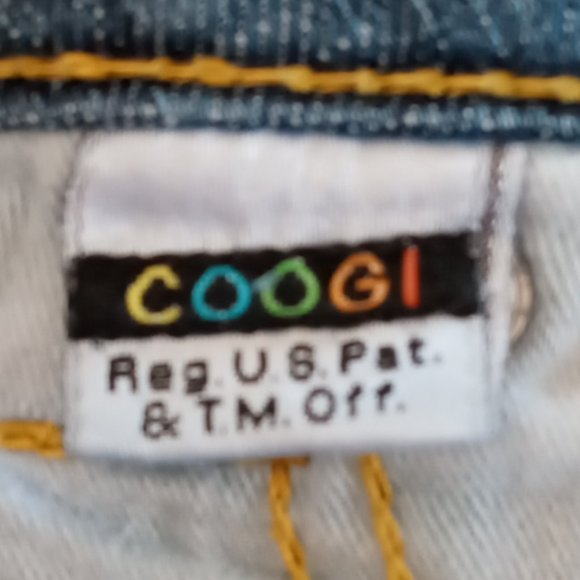 COOGI
Reg. U.S. Pat.
& T.M. Off.